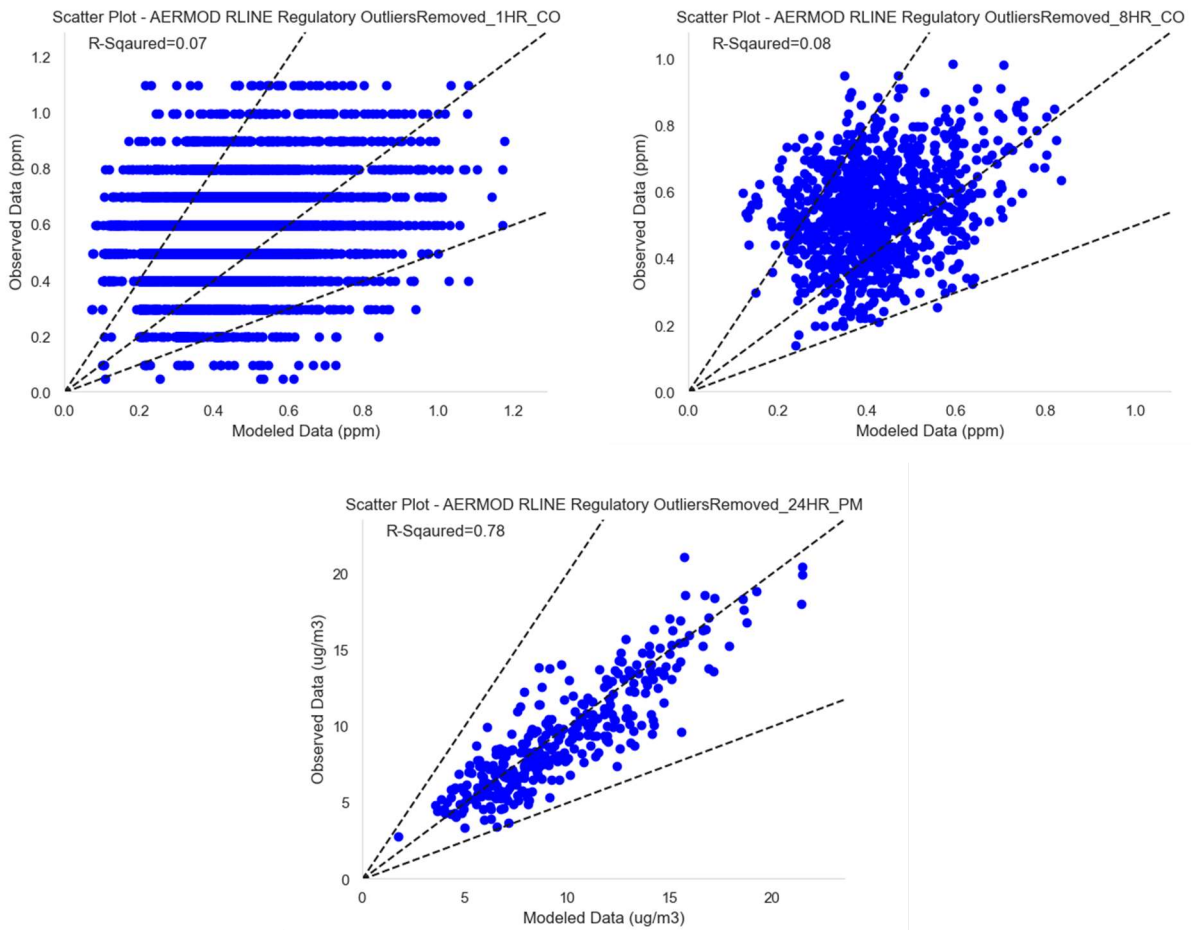 Scatter Plot - AERMOD RLINE Regulatory OutliersRemoved_1HR_CO
R-Sqaured=0.07
1.2
1.0
0.8
0.6
0.4
0.2
0.0
Observed Data (ppm)
0.0 0.2 0.4 0.6 0.8 1.0 1.2
Modeled Data (ppm)
Scatter Plot - AERMOD RLINE Regulatory OutliersRemoved_8HR_CO
R-Sqaured=0.08
1.0
0.8
0.6
0.4
0.2
0.0
Observed Data (ppm)
0.0 0.2 0.4 0.6 0.8 1.0
Modeled Data (ppm)
Scatter Plot - AERMOD RLINE Regulatory OutliersRemoved_24HR_PM
R-Sqaured=0.78
20
15
10
5
0
Observed Data (ug/m3)
0 5 10 15 20
Modeled Data (ug/m3)